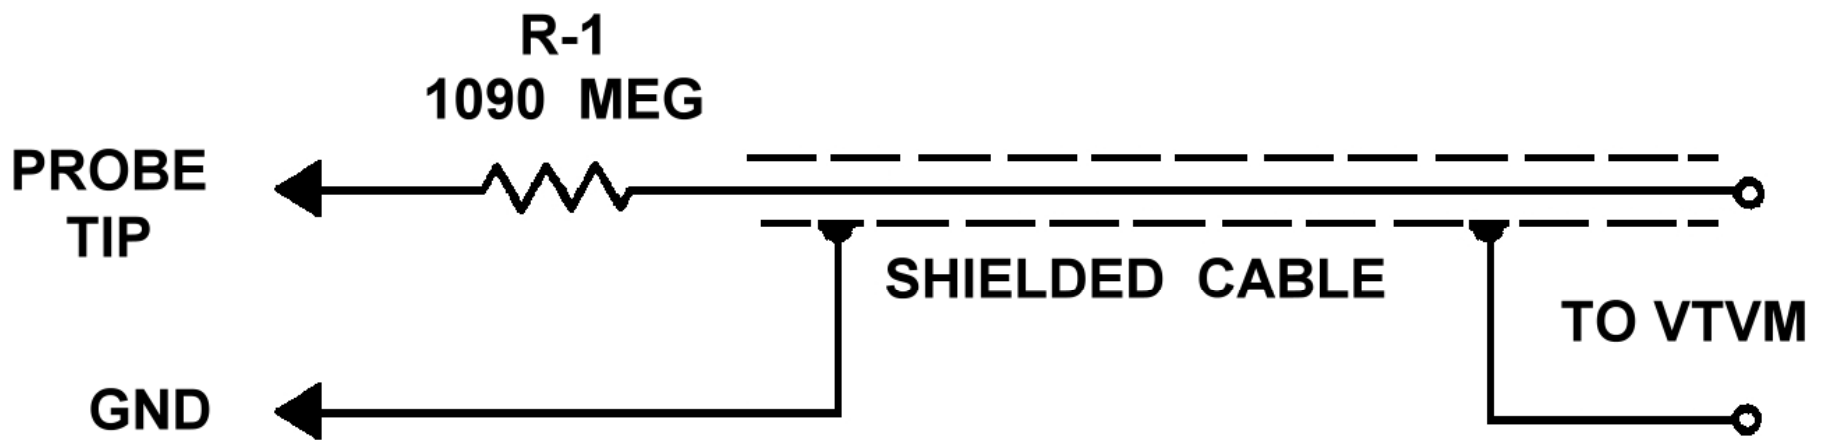 R-1
1090 MEG
PROBE
TIP
SHIELDED CABLE
TO VTVM
GND